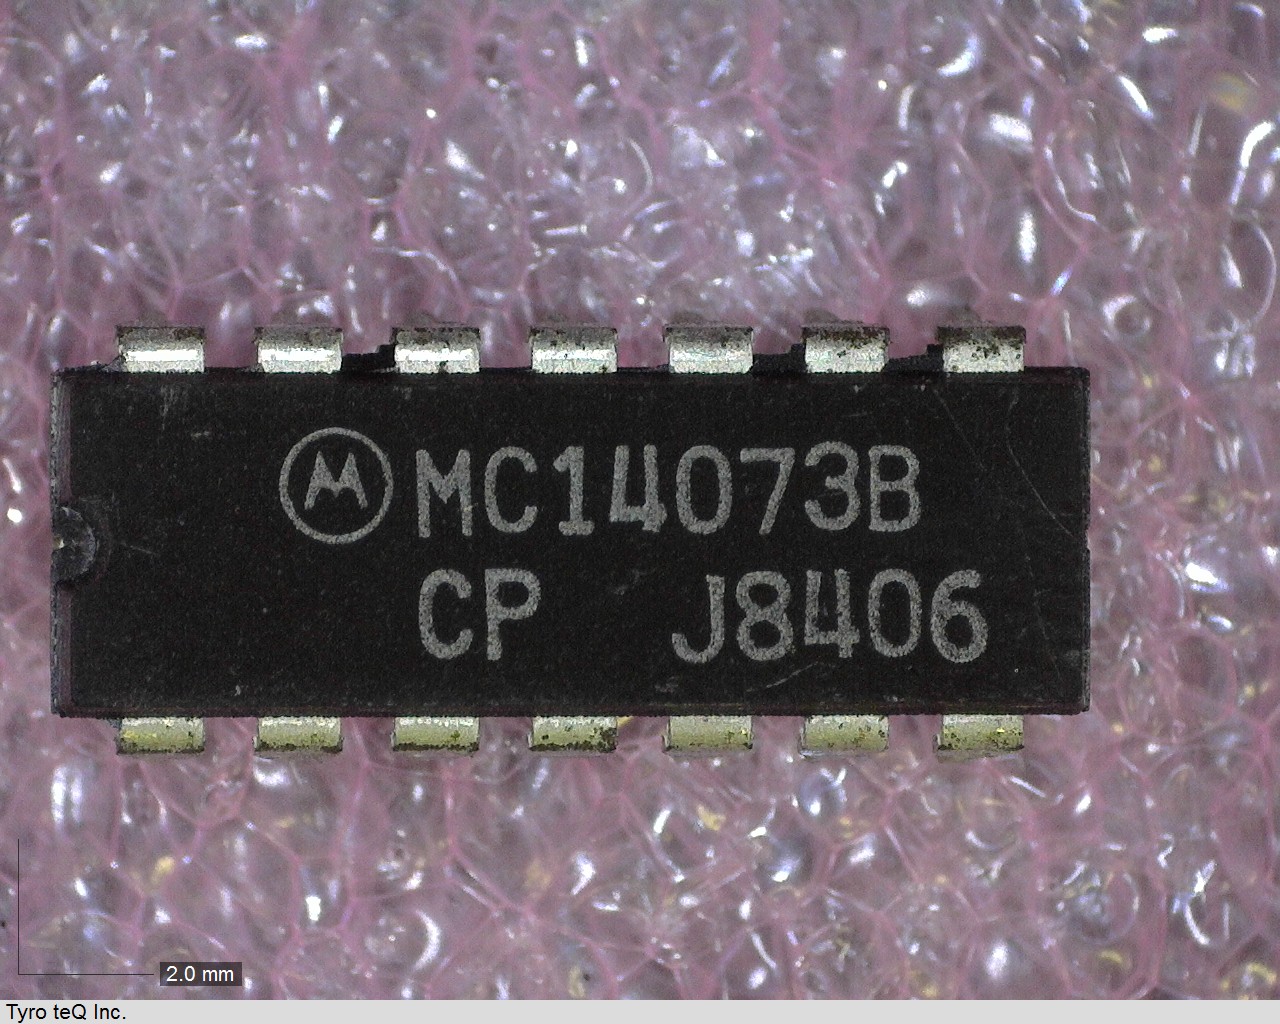 MC14073B
CP J8406
2.0 mm
Tyro teQ Inc.